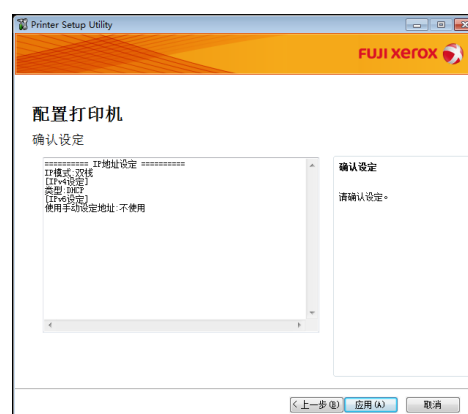 Printer Setup Utility
FUJI xerox
配置打印机
确认设定
========== IP地址设定 ==========
IP模式:双栈
[IPv4设定]
类型:DHCP
[IPv6设定]
使用手动设定地址:不使用
确认设定
请确认设定。
< 上一步(B) 应用(A) 取消